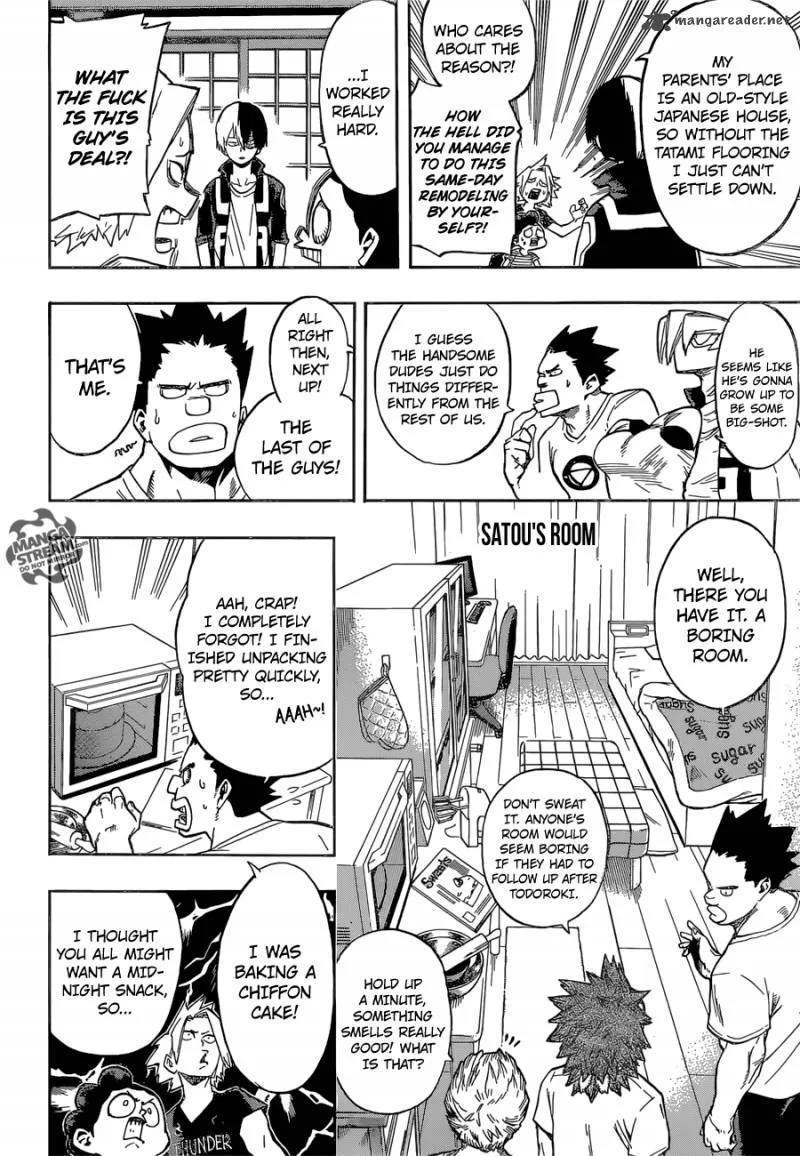 mangareader.net
MY
PARENTS' PLACE
IS AN OLD-STYLE
JAPANESE HOUSE,
SO WITHOUT THE
TATAMI FLOORING
I JUST CAN'T
SETTLE DOWN.
WHO CARES
ABOUT THE
REASON?!
HOW
THE HELL DID
YOU MANAGE
TO DO THIS
SAME-DAY
REMODELING
BY YOUR-
SELF?!
...I
WORKED
REALLY
HARD.
WHAT
THE FUCK
IS THIS
GUY'S
DEAL?!
HE
SEEMS LIKE
HE'S GONNA
GROW UP TO
BE SOME
BIG-SHOT.
I GUESS
THE HANDSOME
DUDES JUST DO
THINGS DIFFER-
ENTLY FROM THE
REST OF US.
ALL
RIGHT
THEN,
NEXT
UP!
THE
LAST OF
THE GUYS!
THAT'S
ME.
SATOU'S ROOM
WELL,
THERE YOU
HAVE IT. A
BORING
ROOM.
Sugar
Sugar
Sugar
sugar
Sweets
DON'T SWEAT
IT. ANYONE'S
ROOM WOULD
SEEM BORING
IF THEY HAD TO
FOLLOW UP AFTER
TODOROKI.
HOLD UP
A MINUTE,
SOMETHING
SMELLS REALLY
GOOD! WHAT
IS THAT?
MANGA
STREAM
DO NOT MIRROR
AAH, CRAP!
I COMPLETELY
FORGOT! I FIN-
ISHED UNPACKING
PRETTY QUICKLY,
SO...
AAAH~!
I WAS
BAKING A
CHIFFON
CAKE!
I THOUGHT
YOU ALL MIGHT
WANT A MID-
NIGHT SNACK,
SO...
THUNDER